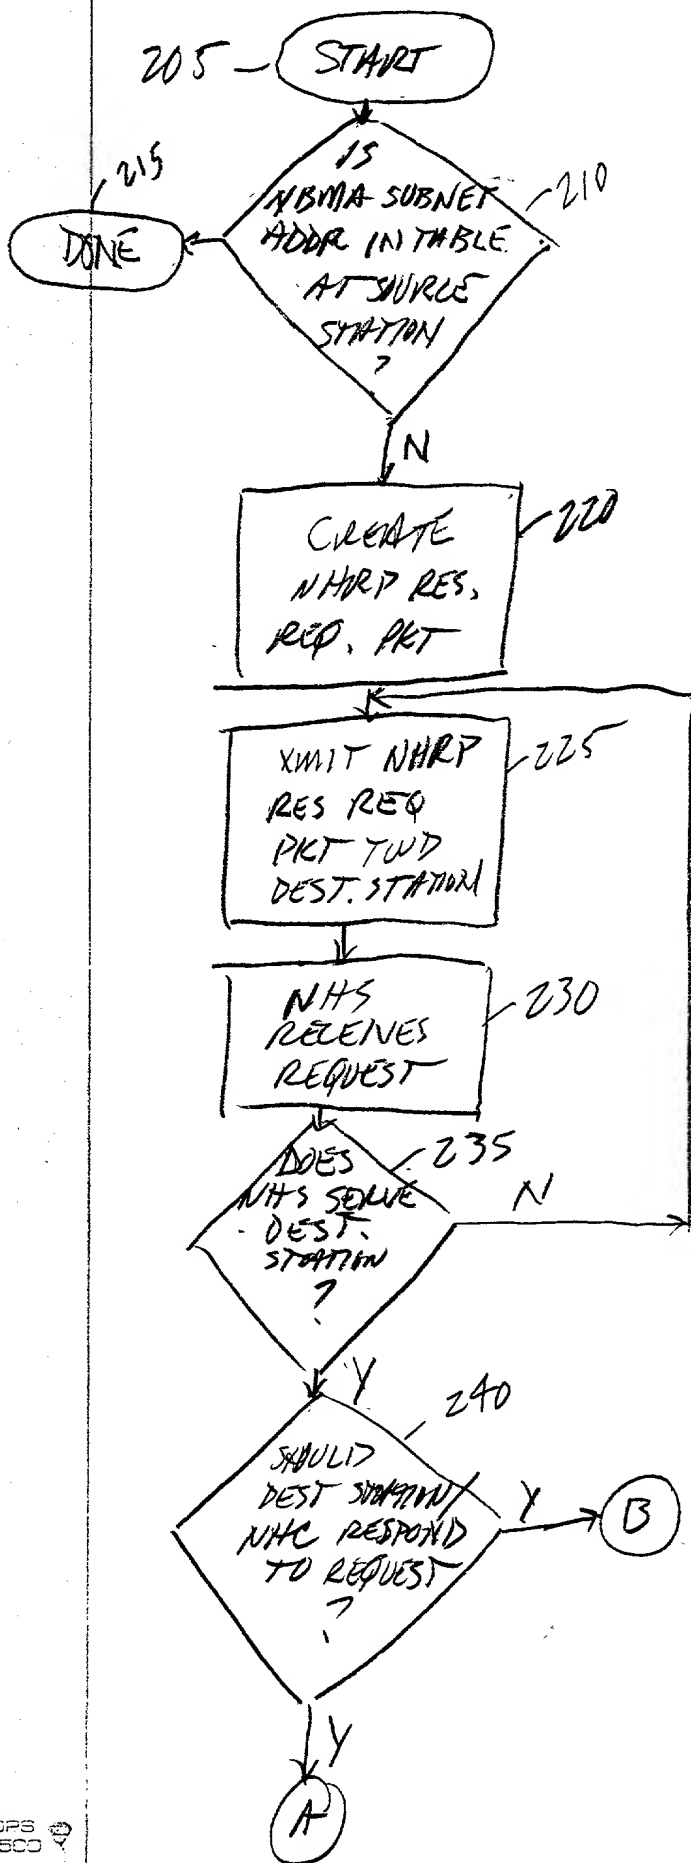 205
START
215
IS
NBMA SUBNET
ADDR IN TABLE
AT SOURCE
STATION
?
210
DONE
N
CREATE
NHRP RES.
REQ. PKT
220
XMIT NHRP
RES REQ
PKT TWD
DEST. STATION
225
NHS
RECEIVES
REQUEST
230
DOES
NHS SERVE
DEST.
STATION
?
235
N
Y
240
SHOULD
DEST STATION/
NHC RESPOND
TO REQUEST
?
Y
B
Y
A
OPS
500